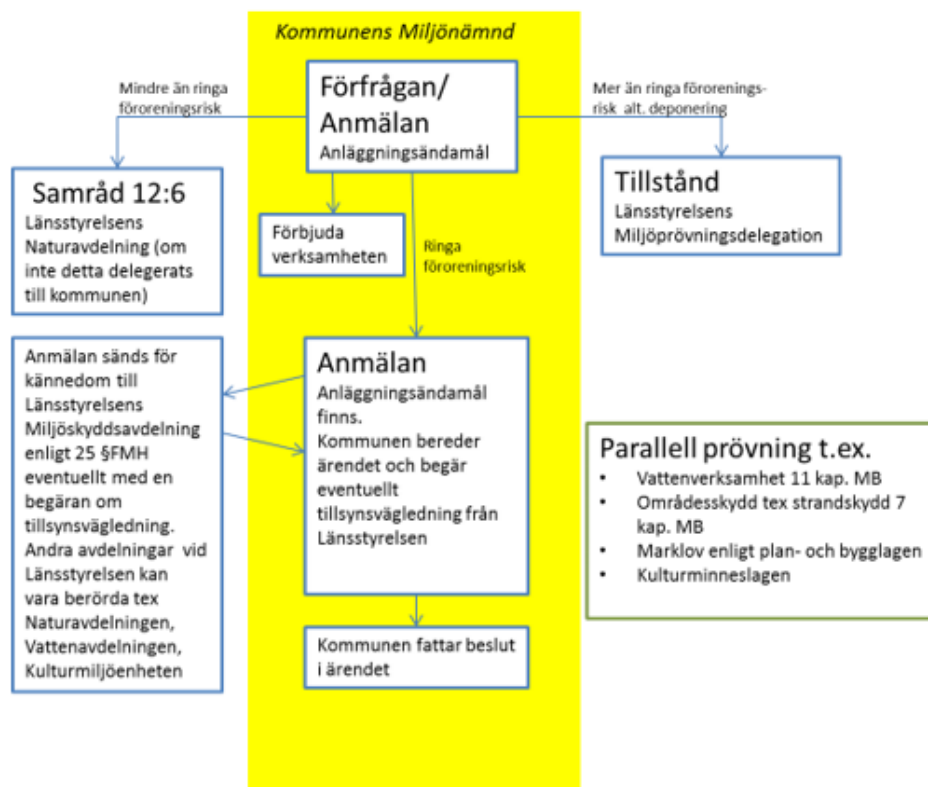 Kommunens Miljönämnd
Mindre än ringa
föroreningsrisk
Förfrågan/
Anmälan
Anläggningsändamål
Mer än ringa förorenings-
risk alt. deponering
Samråd 12:6
Länsstyrelsens
Naturavdelning (om
inte detta delegerats
till kommunen)
Förbjuda
verksamheten
Ringa
föroreningsrisk
Tillstånd
Länsstyrelsens
Miljöprövningsdelegation
Anmälan sänds för
kännedom till
Länsstyrelsens
Miljöskyddsavdelning
enligt 25 §FMH
eventuellt med en
begäran om
tillsynsvägledning.
Andra avdelningar vid
Länsstyrelsen kan
vara berörda tex
Naturavdelningen,
Vattenavdelningen,
Kulturmiljöenheten
Anmälan
Anläggningsändamål
finns.
Kommunen bereder
ärendet och begär
eventuellt
tillsynsvägledning från
Länsstyrelsen
Kommunen fattar beslut
i ärendet
Parallell prövning t.ex.
• Vattenverksamhet 11 kap. MB
• Områdesskydd tex strandskydd 7
kap. MB
• Marklov enligt plan- och bygglagen
• Kulturminneslagen